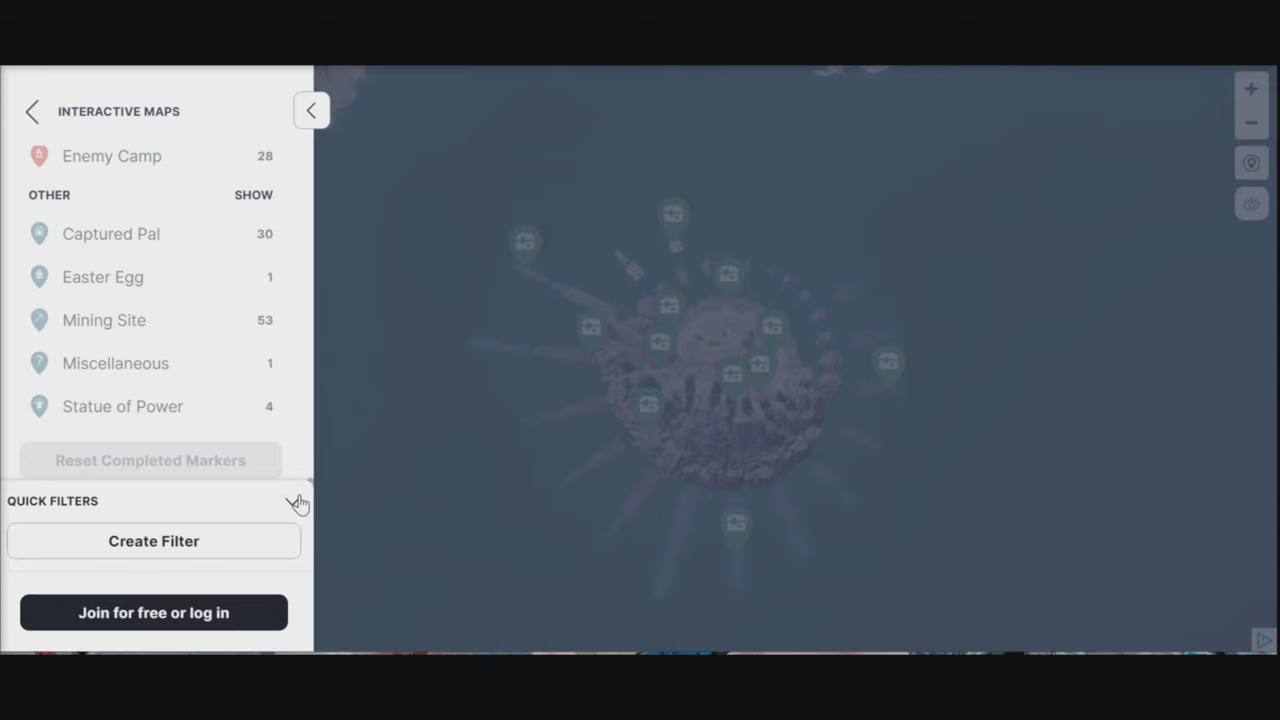 INTERACTIVE MAPS
Enemy Camp 28
OTHER SHOW
Captured Pal 30
Easter Egg 1
Mining Site 53
Miscellaneous 1
Statue of Power 4
Reset Completed Markers
QUICK FILTERS
Create Filter
Join for free or log in